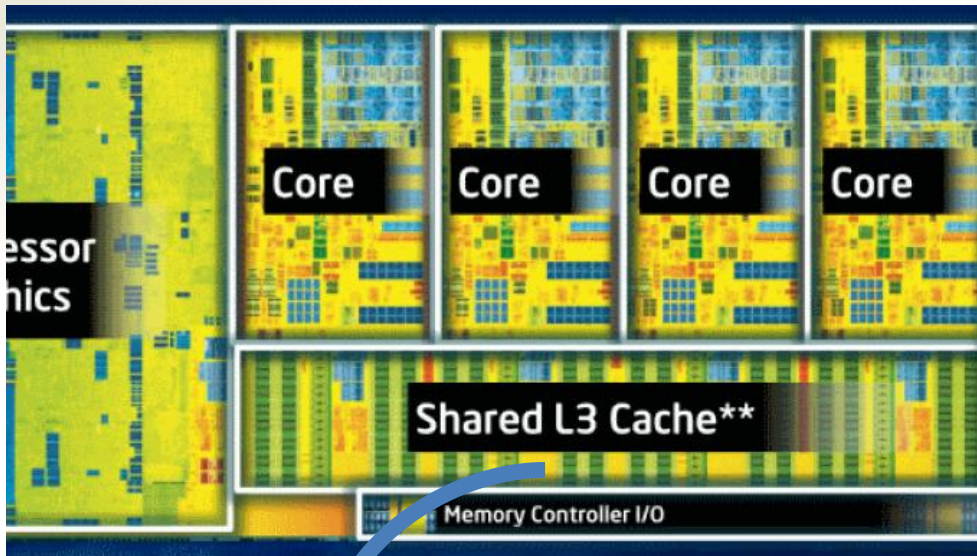 essor
hics
Core
Core
Core
Core
Shared L3 Cache**
Memory Controller I/O